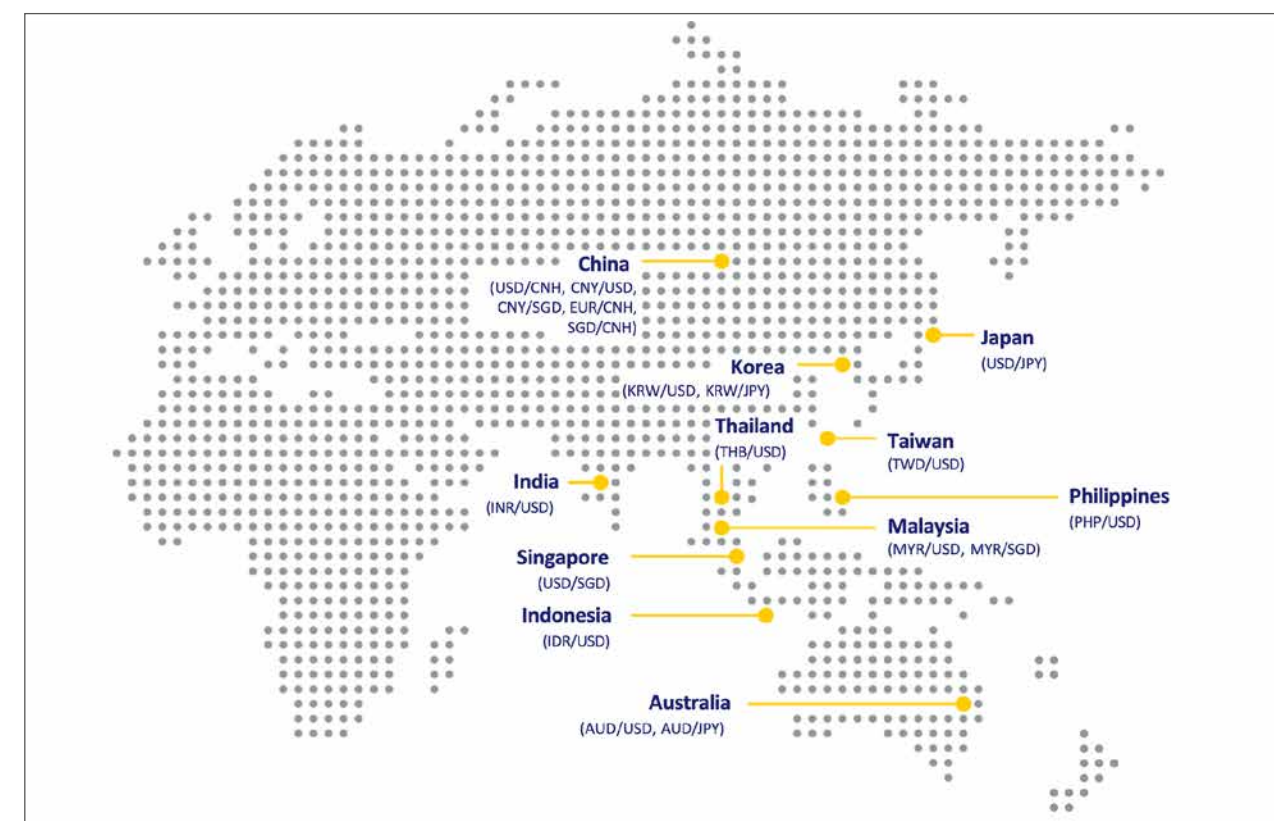 China
(USD/CNH, CNY/USD,
CNY/SGD, EUR/CNH,
SGD/CNH)
Japan
(USD/JPY)
Korea
(KRW/USD, KRW/JPY)
Thailand
(THB/USD)
Taiwan
(TWD/USD)
India
(INR/USD)
Philippines
(PHP/USD)
Malaysia
(MYR/USD, MYR/SGD)
Singapore
(USD/SGD)
Indonesia
(IDR/USD)
Australia
(AUD/USD, AUD/JPY)